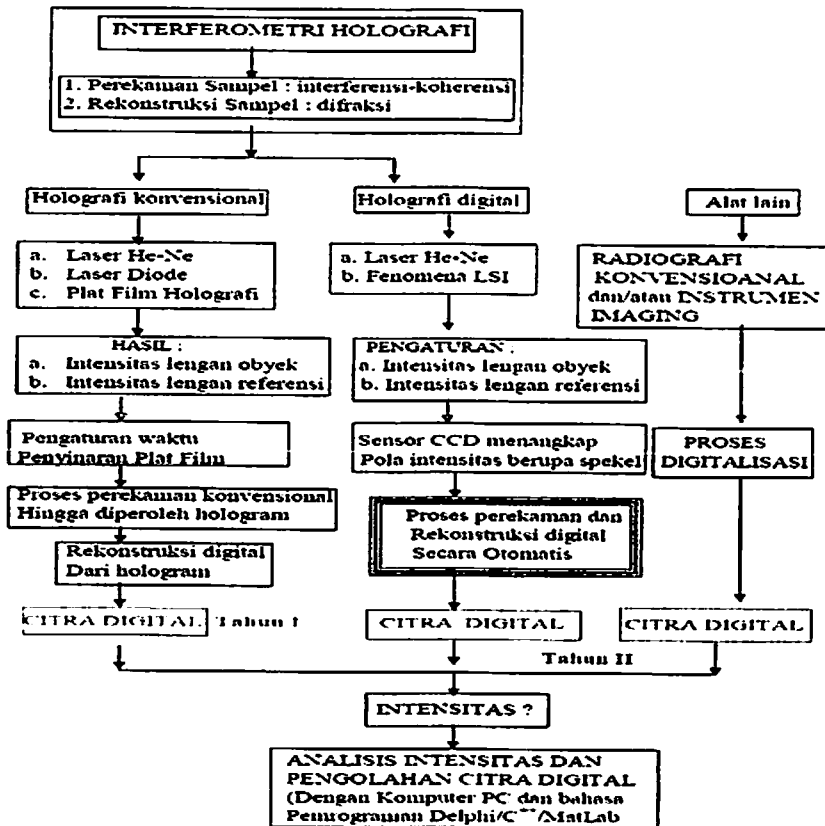 INTERFEROMETRI HOLOGRAFI
1. Perekaman Sampel : interferensi-koherensi
2. Rekonstruksi Sampel : difraksi
Holografi konvensional
a. Laser He-Ne
b. Laser Diode
c. Plat Film Holografi
HASIL :
a. Intensitas lengan obyek
b. Intensitas lengan referensi
Pengaturan waktu
Penyinaran Plat Film
Proses perekaman konvensional
Hingga diperoleh hologram
Rekonstruksi digital
Dari hologram
CITRA DIGITAL Tahun I
Holografi digital
a. Laser He-Ne
b. Fenomena LSI
PENGATURAN :
a. Intensitas lengan obyek
b. Intensitas lengan referensi
Sensor CCD menangkap
Pola intensitas berupa spekel
Proses perekaman dan
Rekonstruksi digital
Secara Otomatis
CITRA DIGITAL
Alat lain
RADIOGRAFI
KONVENSIOANAL
dan/atau INSTRUMEN
IMAGING
PROSES
DIGITALISASI
CITRA DIGITAL
Tahun II
INTENSITAS ?
ANALISIS INTENSITAS DAN
PENGOLAHAN CITRA DIGITAL
(Dengan Komputer PC dan bahasa
Pemrograman Delphi/C++/MatLab